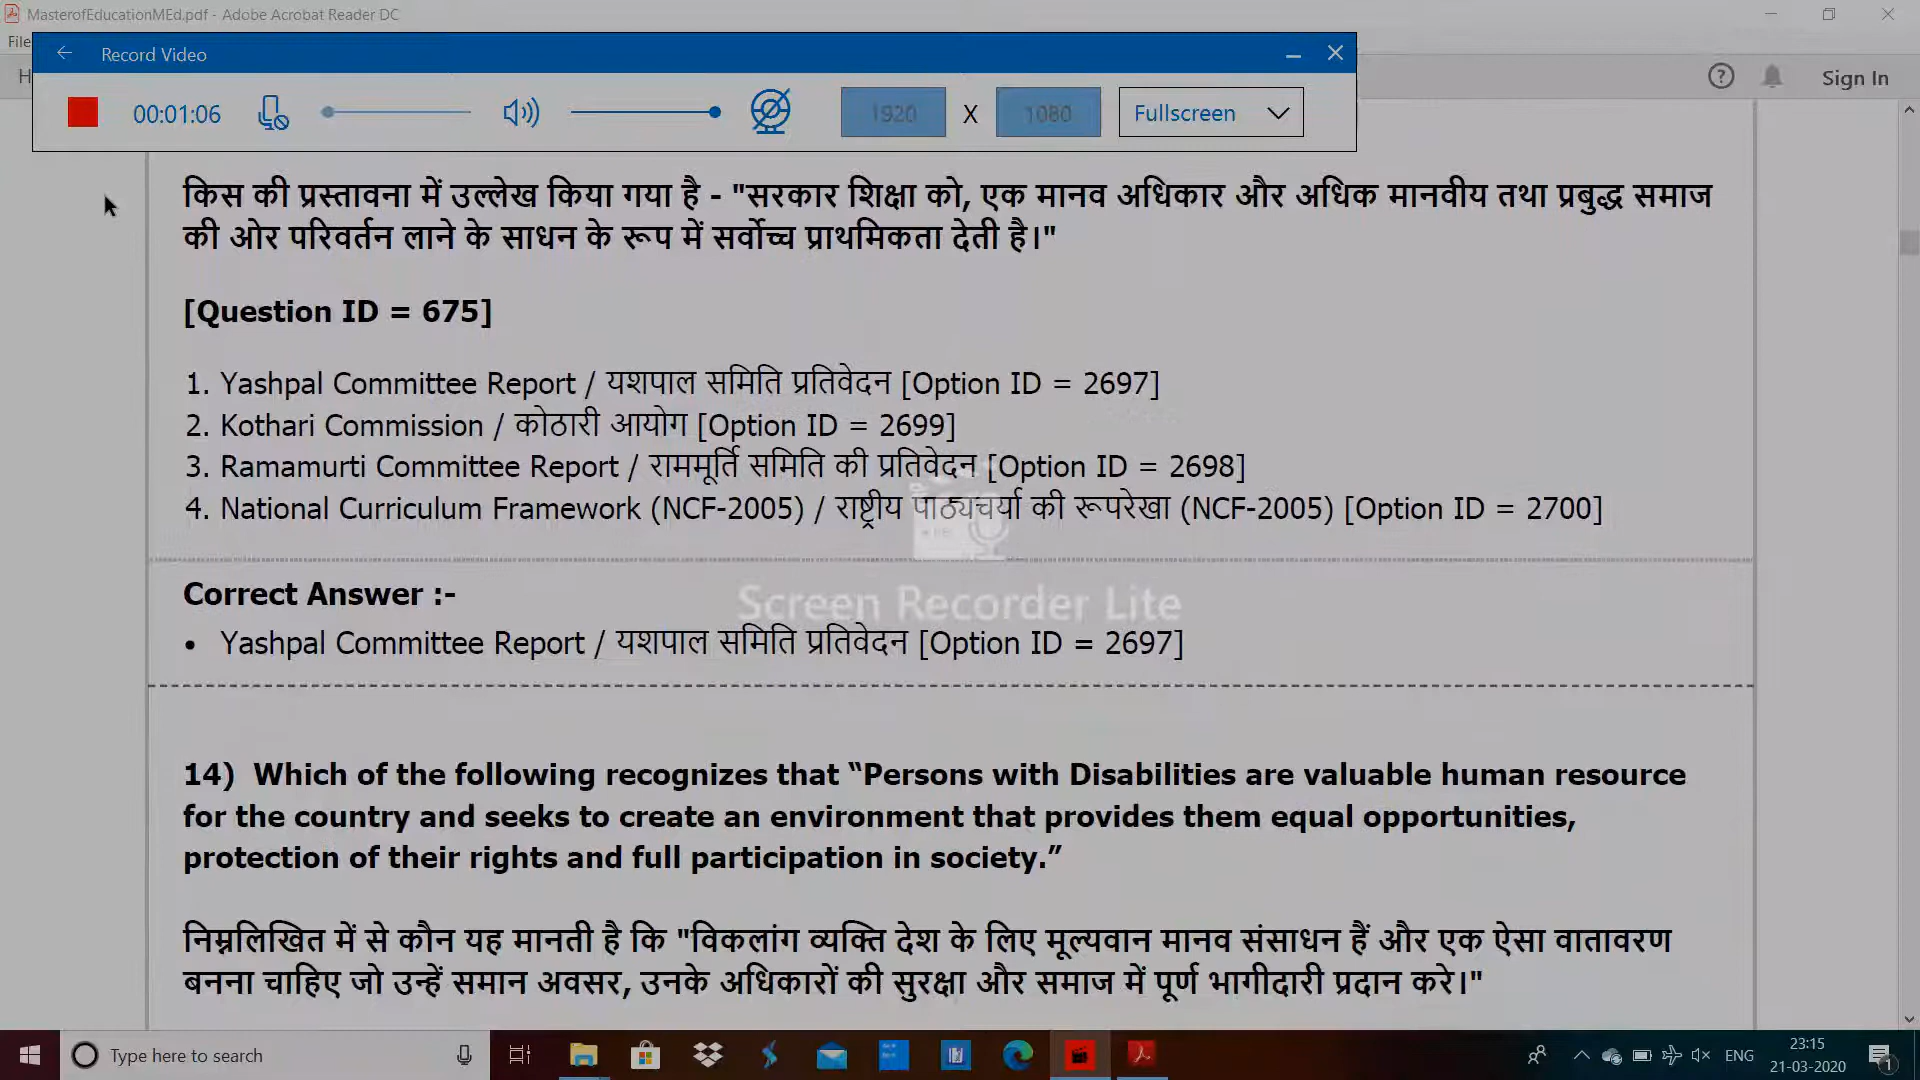 MasterofEducationMEd.pdf - Adobe Acrobat Reader DC
File
Record Video
H
00:01:06
1920 X 1080
Fullscreen
Sign In
किस की प्रस्तावना में उल्लेख किया गया है - "सरकार शिक्षा को, एक मानव अधिकार और अधिक मानवीय तथा प्रबुद्ध समाज
की ओर परिवर्तन लाने के साधन के रूप में सर्वोच्च प्राथमिकता देती है।"
[Question ID = 675]
1. Yashpal Committee Report / यशपाल समिति प्रतिवेदन [Option ID = 2697]
2. Kothari Commission / कोठारी आयोग [Option ID = 2699]
3. Ramamurti Committee Report / राममूर्ति समिति की प्रतिवेदन [Option ID = 2698]
4. National Curriculum Framework (NCF-2005) / राष्ट्रीय पाठ्यचर्या की रूपरेखा (NCF-2005) [Option ID = 2700]
Correct Answer :-
Screen Recorder Lite
• Yashpal Committee Report / यशपाल समिति प्रतिवेदन [Option ID = 2697]
14) Which of the following recognizes that “Persons with Disabilities are valuable human resource
for the country and seeks to create an environment that provides them equal opportunities,
protection of their rights and full participation in society.”
निम्नलिखित में से कौन यह मानती है कि "विकलांग व्यक्ति देश के लिए मूल्यवान मानव संसाधन हैं और एक ऐसा वातावरण
बनना चाहिए जो उन्हें समान अवसर, उनके अधिकारों की सुरक्षा और समाज में पूर्ण भागीदारी प्रदान करे।"
Type here to search
ENG
23:15
21-03-2020
1